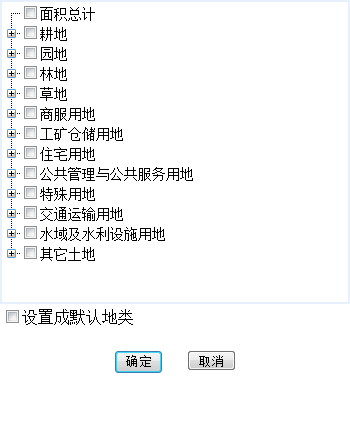 面积总计
耕地
园地
林地
草地
商服用地
工矿仓储用地
住宅用地
公共管理与公共服务用地
特殊用地
交通运输用地
水域及水利设施用地
其它土地
设置成默认地类
确定 取消